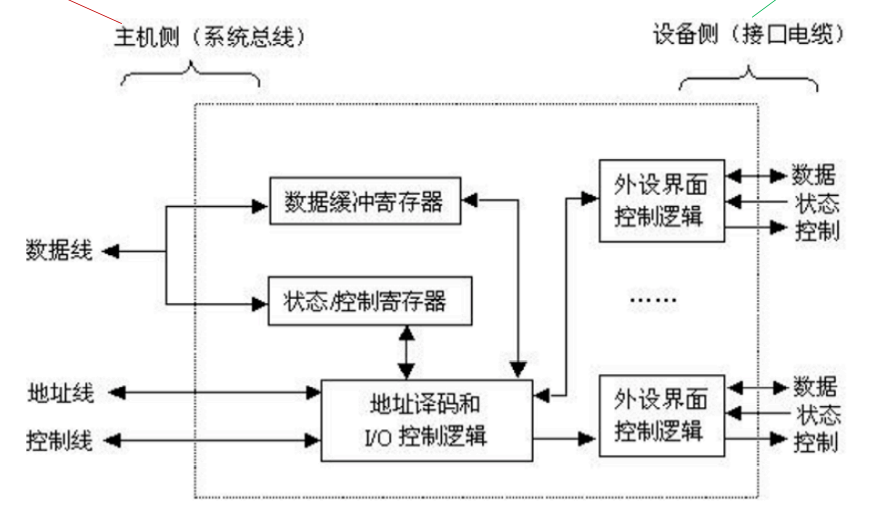 主机侧（系统总线）
设备侧（接口电缆）
数据缓冲寄存器
外设界面
控制逻辑
数据
状态
控制
数据线
状态/控制寄存器
……
地址线
控制线
地址译码和
I/O 控制逻辑
外设界面
控制逻辑
数据
状态
控制